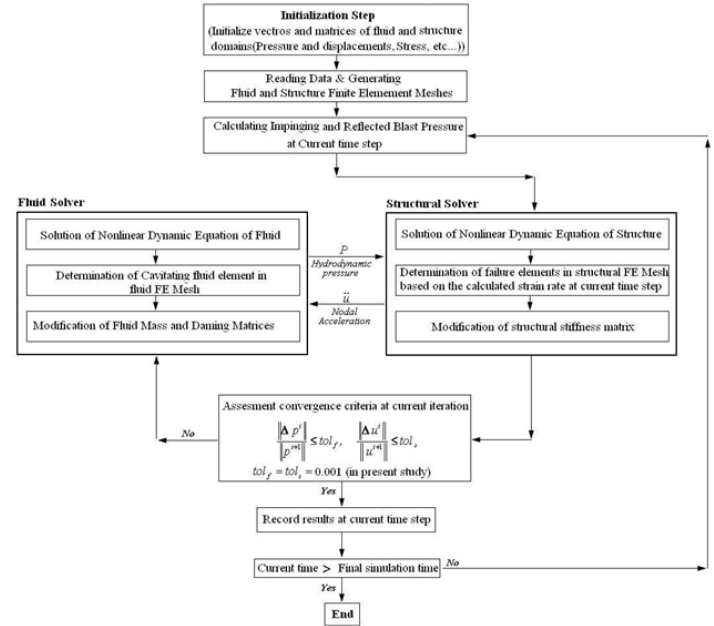 Initialization Step
(Initialize vectros and matrices of fluid and structure
domains(Pressure and displacements, Stress, etc...))
Reading Data & Generating
Fluid and Structure Finite Elemement Meshes
Calculating Impinging and Reflected Blast Pressure
at Current time step
Fluid Solver
Solution of Nonlinear Dynamic Equation of Fluid
Determination of Cavitating fluid element in
fluid FE Mesh
Modification of Fluid Mass and Daming Matrices
P
Hydrodynamic
pressure
ü
Nodal
Acceleration
Structural Solver
Solution of Nonlinear Dynamic Equation of Structure
Determination of failure elements in structural FE Mesh
based on the calculated strain rate at current time step
Modification of structural stiffness matrix
Assesment convergence criteria at current iteration
‖Δ p^i‖ / ‖p^{i+1}‖ ≤ tol_f, ‖Δ u^i‖ / ‖u^{i+1}‖ ≤ tol_s
tol_f = tol_s = 0.001 (in present study)
No
Yes
Record results at current time step
Current time > Final simulation time
No
Yes
End